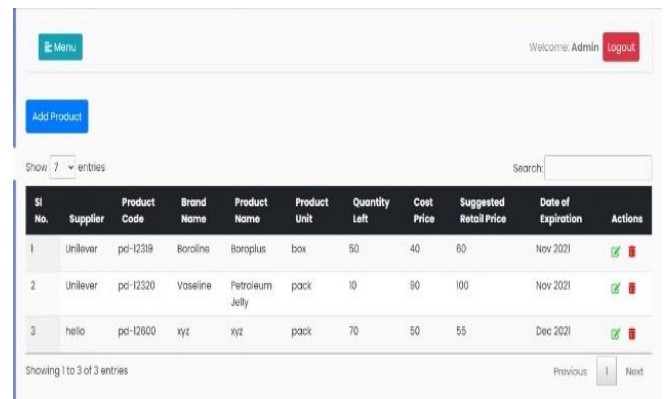 Menu Welcome: Admin Logout
Add Product
Show 7 entries Search:
Sl No. Supplier Product Code Brand Name Product Name Product Unit Quantity Left Cost Price Suggested Retail Price Date of Expiration Actions
1 Unilever pd-12319 Boroline Boroplus box 50 40 60 Nov 2021
2 Unilever pd-12320 Vaseline Petroleum Jelly pack 10 90 100 Nov 2021
3 hello pd-12600 xyz xyz pack 70 50 55 Dec 2021
Showing 1 to 3 of 3 entries Previous 1 Next